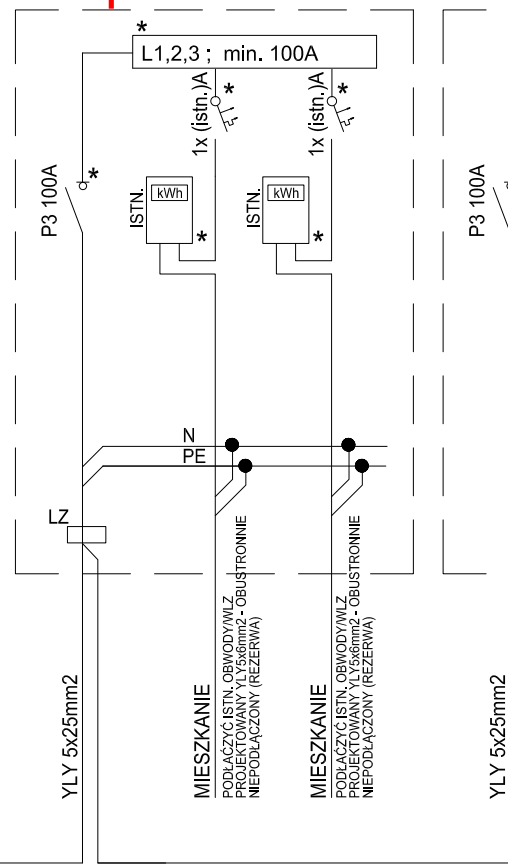 *
L1,2,3 ; min. 100A
1x (istn.)A
*
1x (istn.)A
*
P3 100A
*
P3 100A
ISTN.
kWh
*
ISTN.
kWh
*
N
PE
LZ
YLY 5x25mm2
MIESZKANIE
PODŁĄCZYĆ ISTN. OBWODY/WLZ
PROJEKTOWANY YLY5x6mm2 - OBUSTRONNIE
NIEPODŁĄCZONY (REZERWA)
MIESZKANIE
PODŁĄCZYĆ ISTN. OBWODY/WLZ
PROJEKTOWANY YLY5x6mm2 - OBUSTRONNIE
NIEPODŁĄCZONY (REZERWA)
YLY 5x25mm2